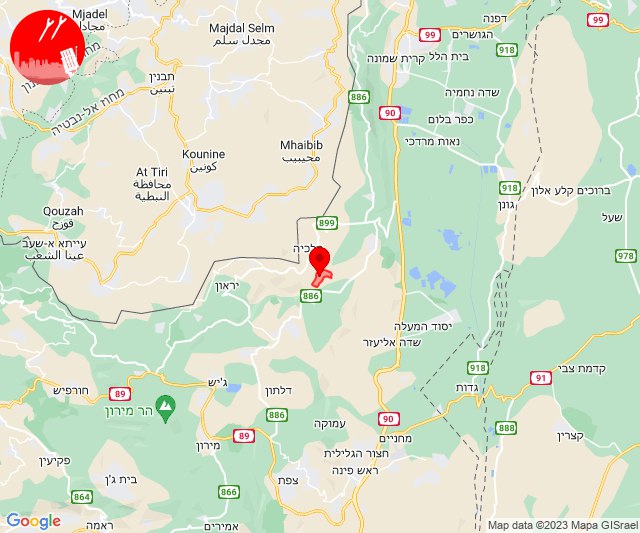 Mjadel
Majdal Selm
مجدل سلم
דפנה
99
99
הגושרים
918
בית הלל
קרית שמונה
תבנין
تبنين
מחוז אל-נבטיה
886
שדה נחמיה
90
כפר בלום
נאות מרדכי
Mhaibib
محيبيب
Kounine
كونين
At Tiri
محافظة
النبطية
918
ברוכים קלע אלון
גונן
Qouzah
قوزح
899
שעל
עייתא א-שעב
عيتا الشعب
978
יראון
886
יסוד המעלה
שדה אליעזר
918
קדמת צבי
91
ג'יש
גדות
חורפיש
89
דלתון
הר מירון
886
עמוקה
90
מחניים
888
קצרין
89
מירון
חצור הגלילית
ראש פינה
פקיעין
צפת
בית ג'ן
864
866
ראמה
אמירים
Google
Map data ©2023 Mapa GISrael